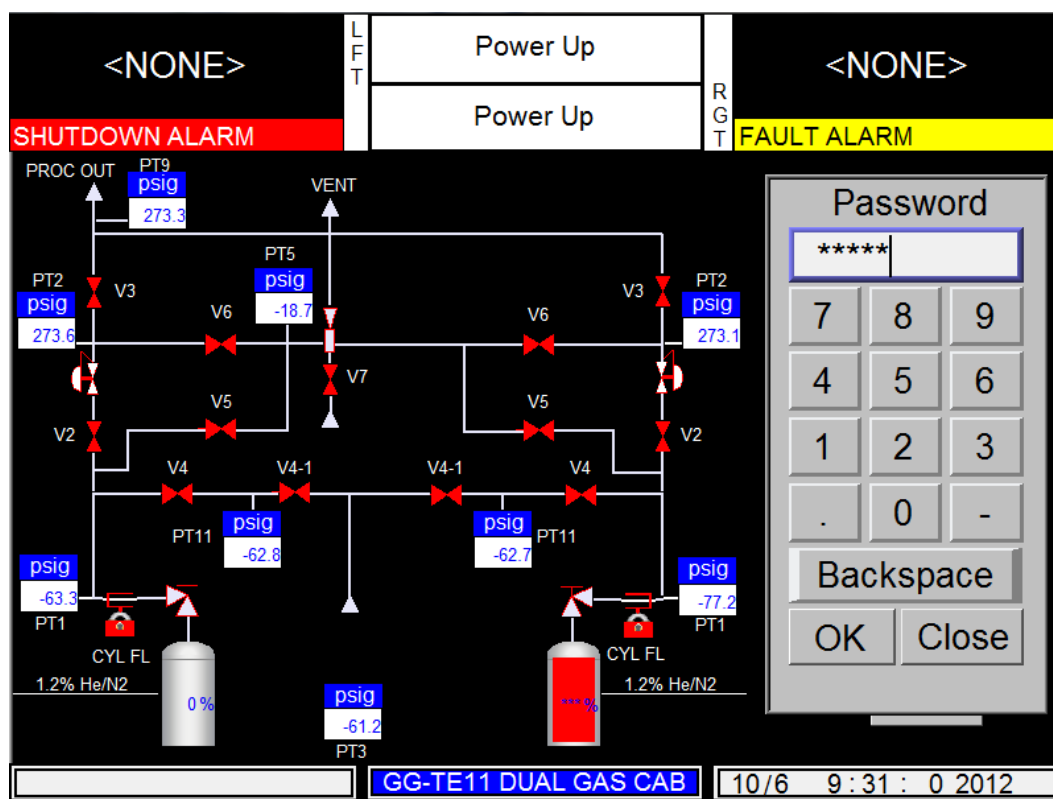 <NONE>
L
F
T
Power Up
Power Up
R
G
T
<NONE>
SHUTDOWN ALARM
FAULT ALARM
PROC OUT
PT9
psig
273.3
VENT
PT5
psig
-18.7
PT2
psig
273.6
V3
V6
V3
PT2
psig
273.1
V6
V7
V5
V5
V2
V2
V4
V4-1
V4-1
V4
PT11
psig
-62.8
psig
-62.7
PT11
psig
-63.3
PT1
psig
-77.2
PT1
CYL FL
CYL FL
1.2% He/N2
0 %
*** %
1.2% He/N2
psig
-61.2
PT3
Password
*****
7 8 9
4 5 6
1 2 3
. 0 -
Backspace
OK Close
GG-TE11 DUAL GAS CAB
10/6 9:31: 0 2012